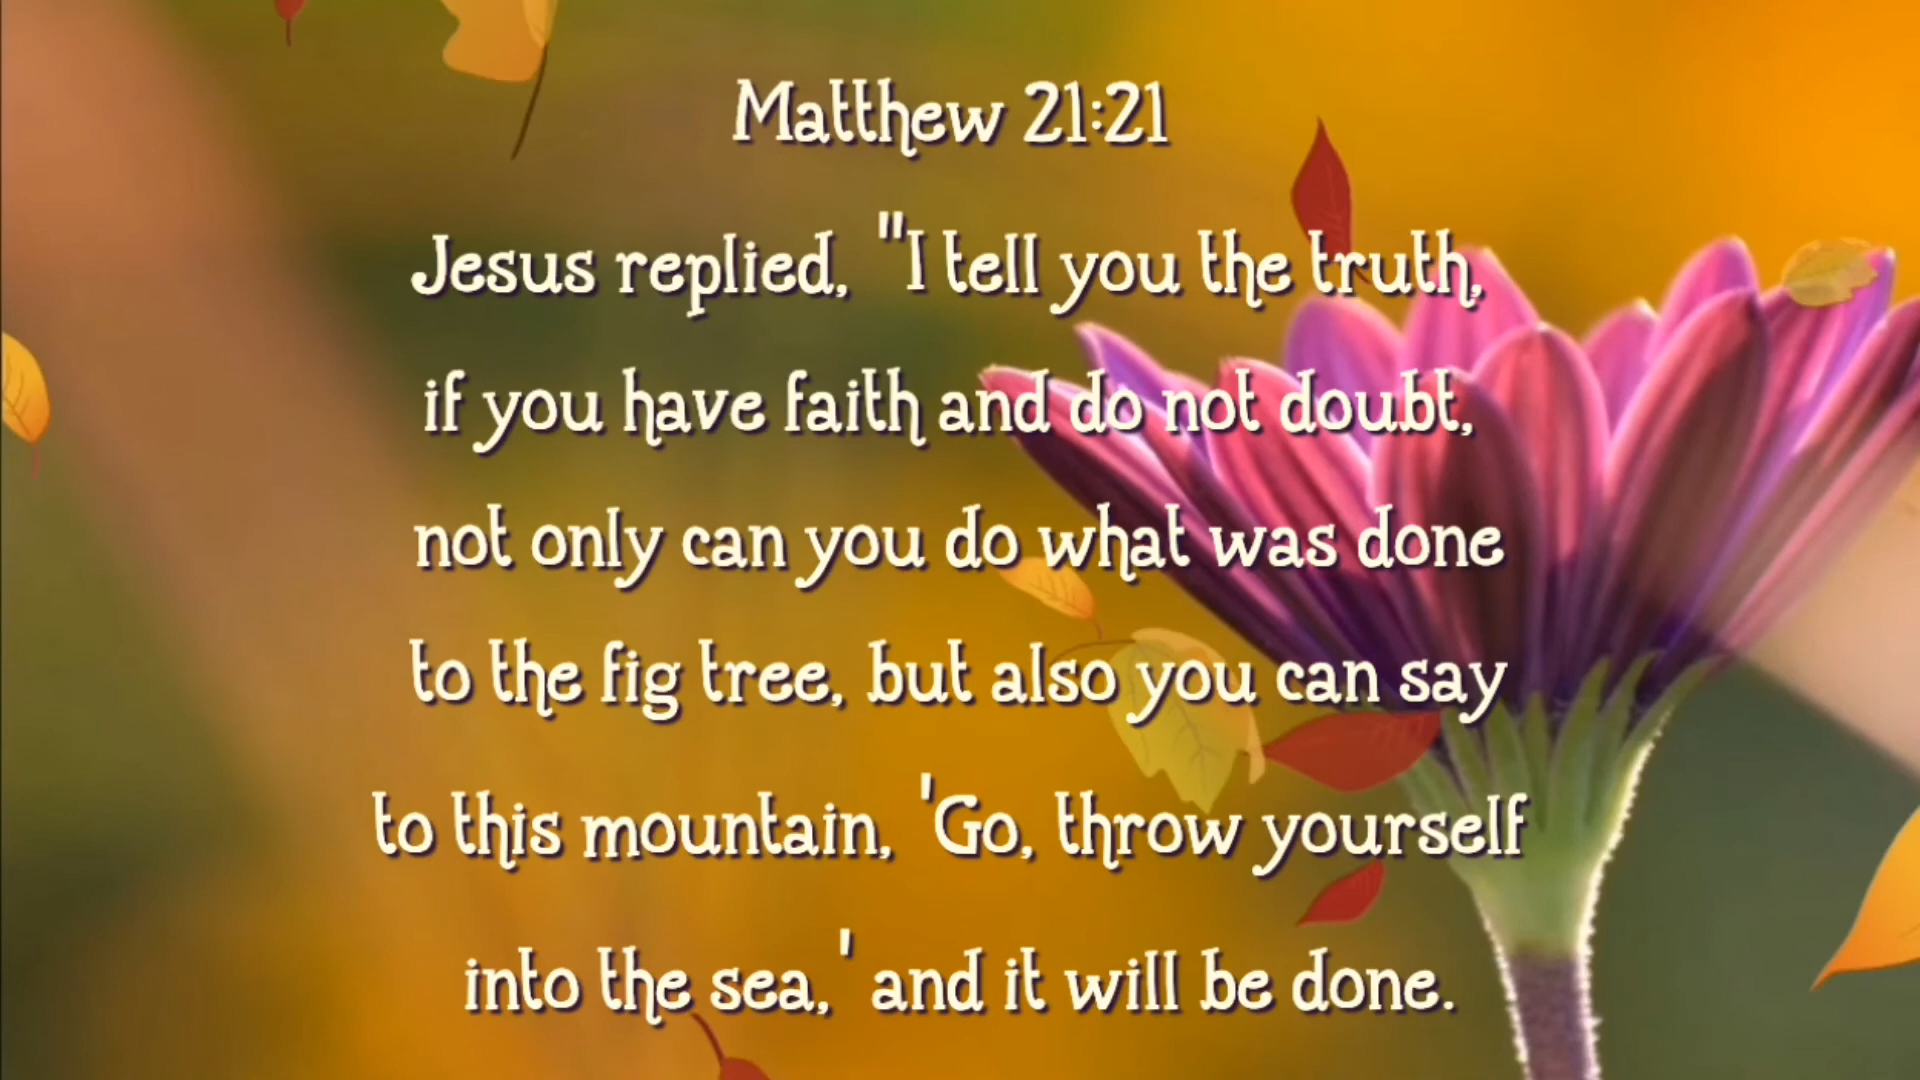 Matthew 21:21
Jesus replied, "I tell you the truth,
if you have faith and do not doubt,
not only can you do what was done
to the fig tree, but also you can say
to this mountain, 'Go, throw yourself
into the sea,' and it will be done.